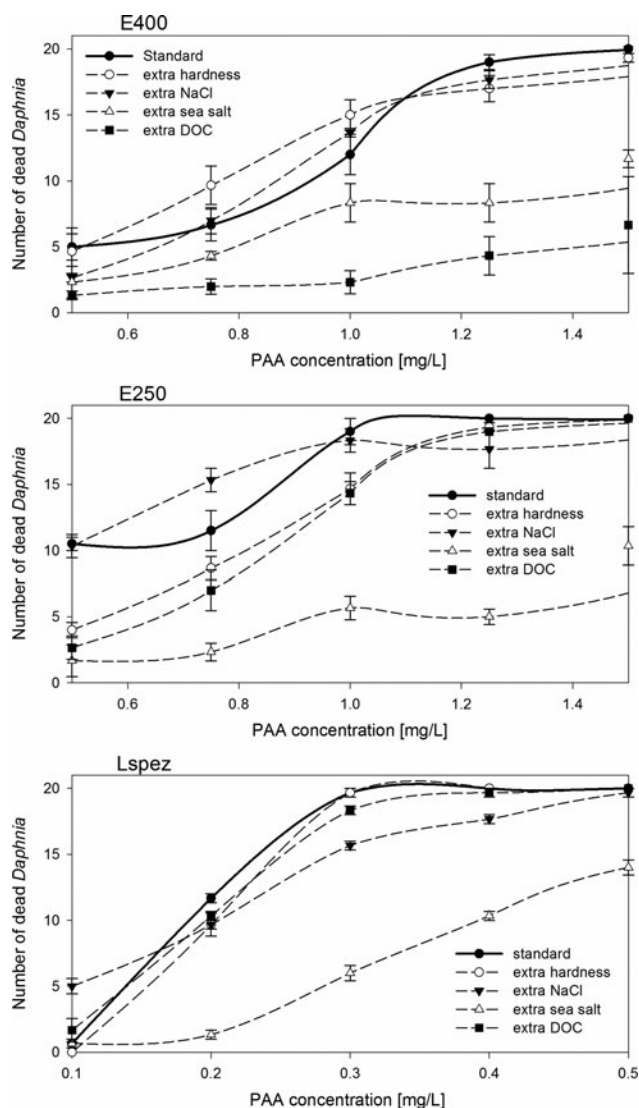 E400
Number of dead Daphnia
20
15
10
5
0
Standard
extra hardness
extra NaCl
extra sea salt
extra DOC
0.6 0.8 1.0 1.2 1.4
PAA concentration [mg/L]
E250
Number of dead Daphnia
20
15
10
5
0
standard
extra hardness
extra NaCl
extra sea salt
extra DOC
0.6 0.8 1.0 1.2 1.4
PAA concentration [mg/L]
Lspez
Number of dead Daphnia
20
15
10
5
0
standard
extra hardness
extra NaCl
extra sea salt
extra DOC
0.1 0.2 0.3 0.4 0.5
PAA concentration [mg/L]